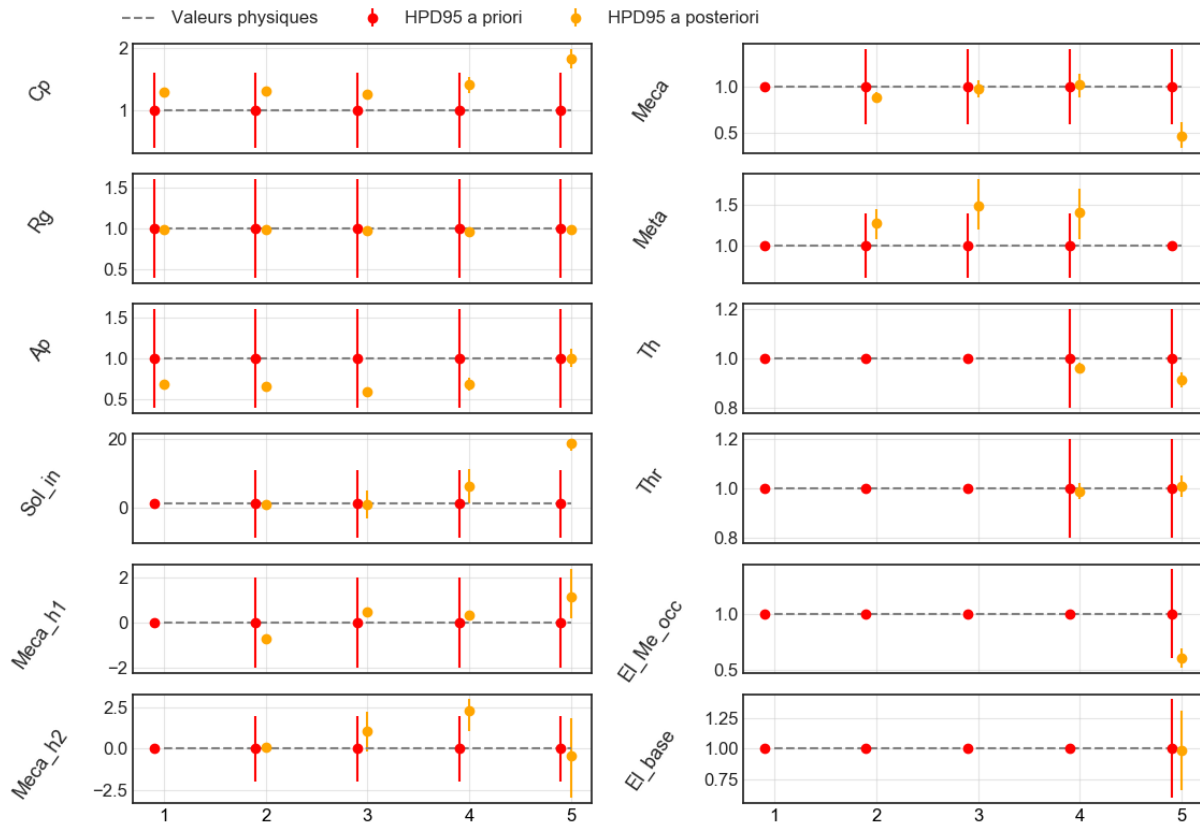 Valeurs physiques HPD95 a priori HPD95 a posteriori
Cp
2
1
Meca
1.0
0.5
Rg
1.5
1.0
0.5
Meta
1.5
1.0
Ap
1.5
1.0
0.5
Th
1.2
1.0
0.8
Sol_in
20
0
Thr
1.2
1.0
0.8
Meca_h1
2
0
−2
El_Me_occ
1.0
0.5
Meca_h2
2.5
0.0
−2.5
El_base
1.25
1.00
0.75
1 2 3 4 5
1 2 3 4 5